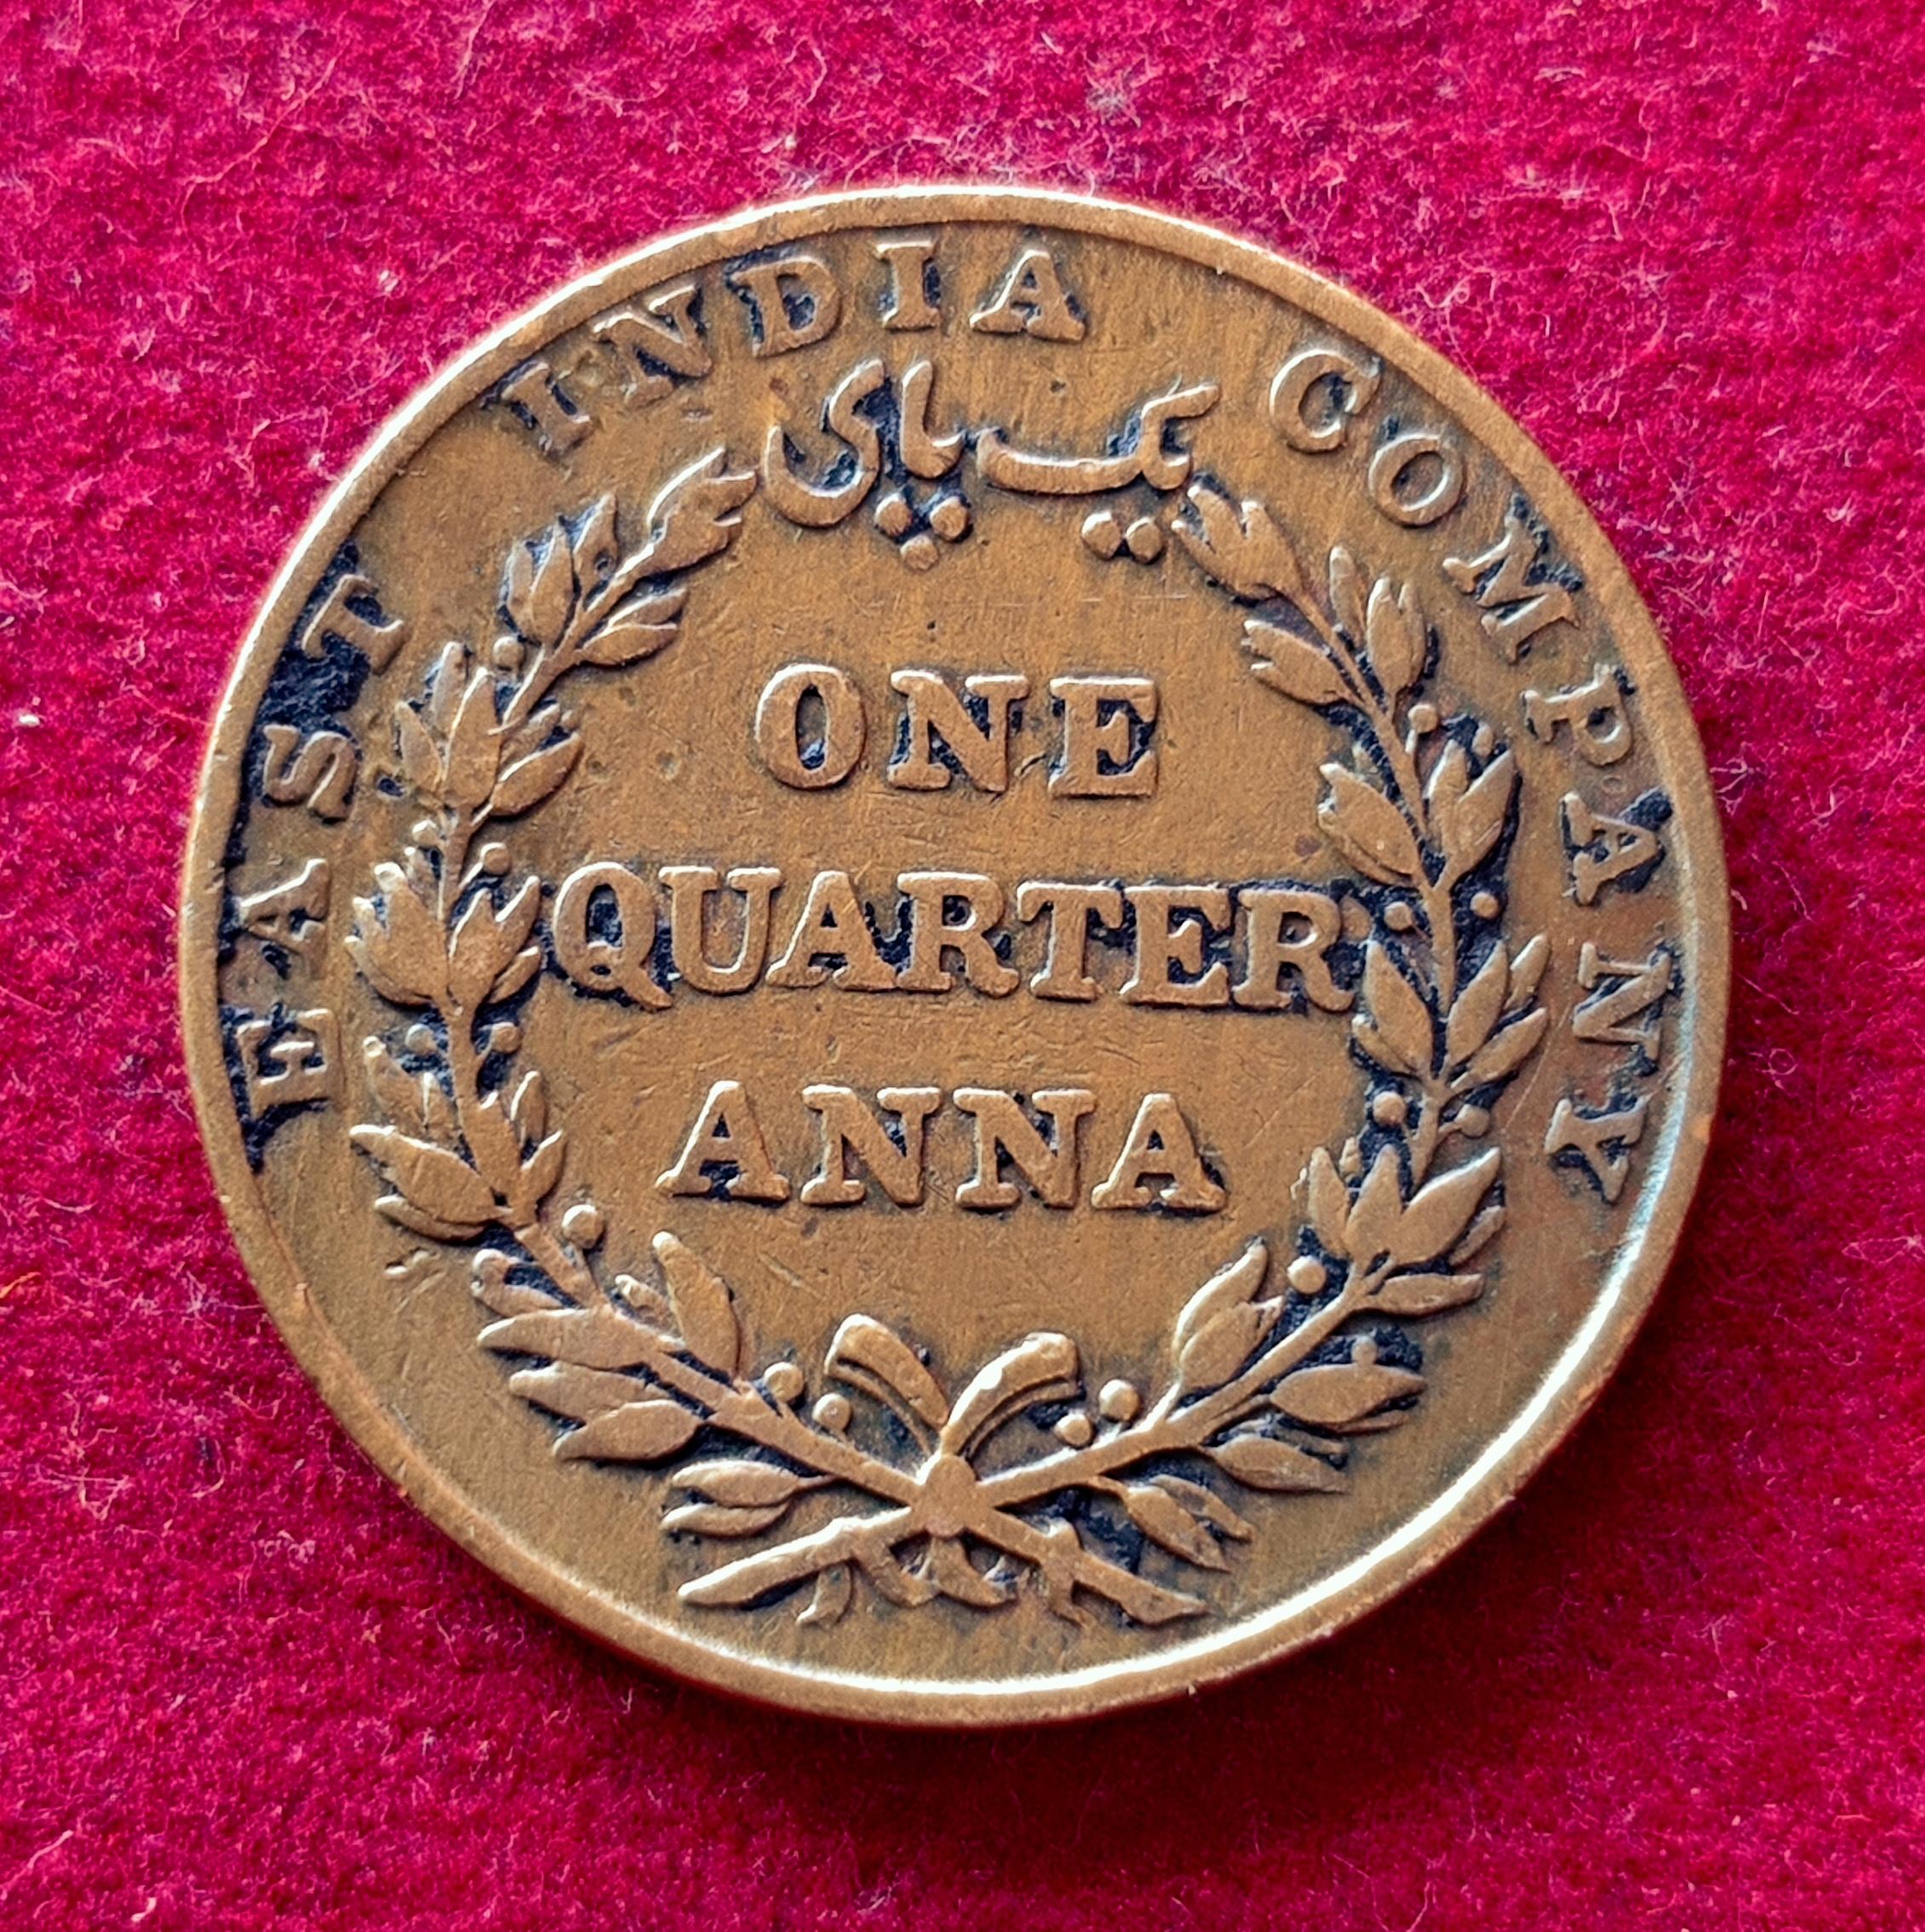 EAST INDIA COMPANY
یک پای
ONE
QUARTER
ANNA